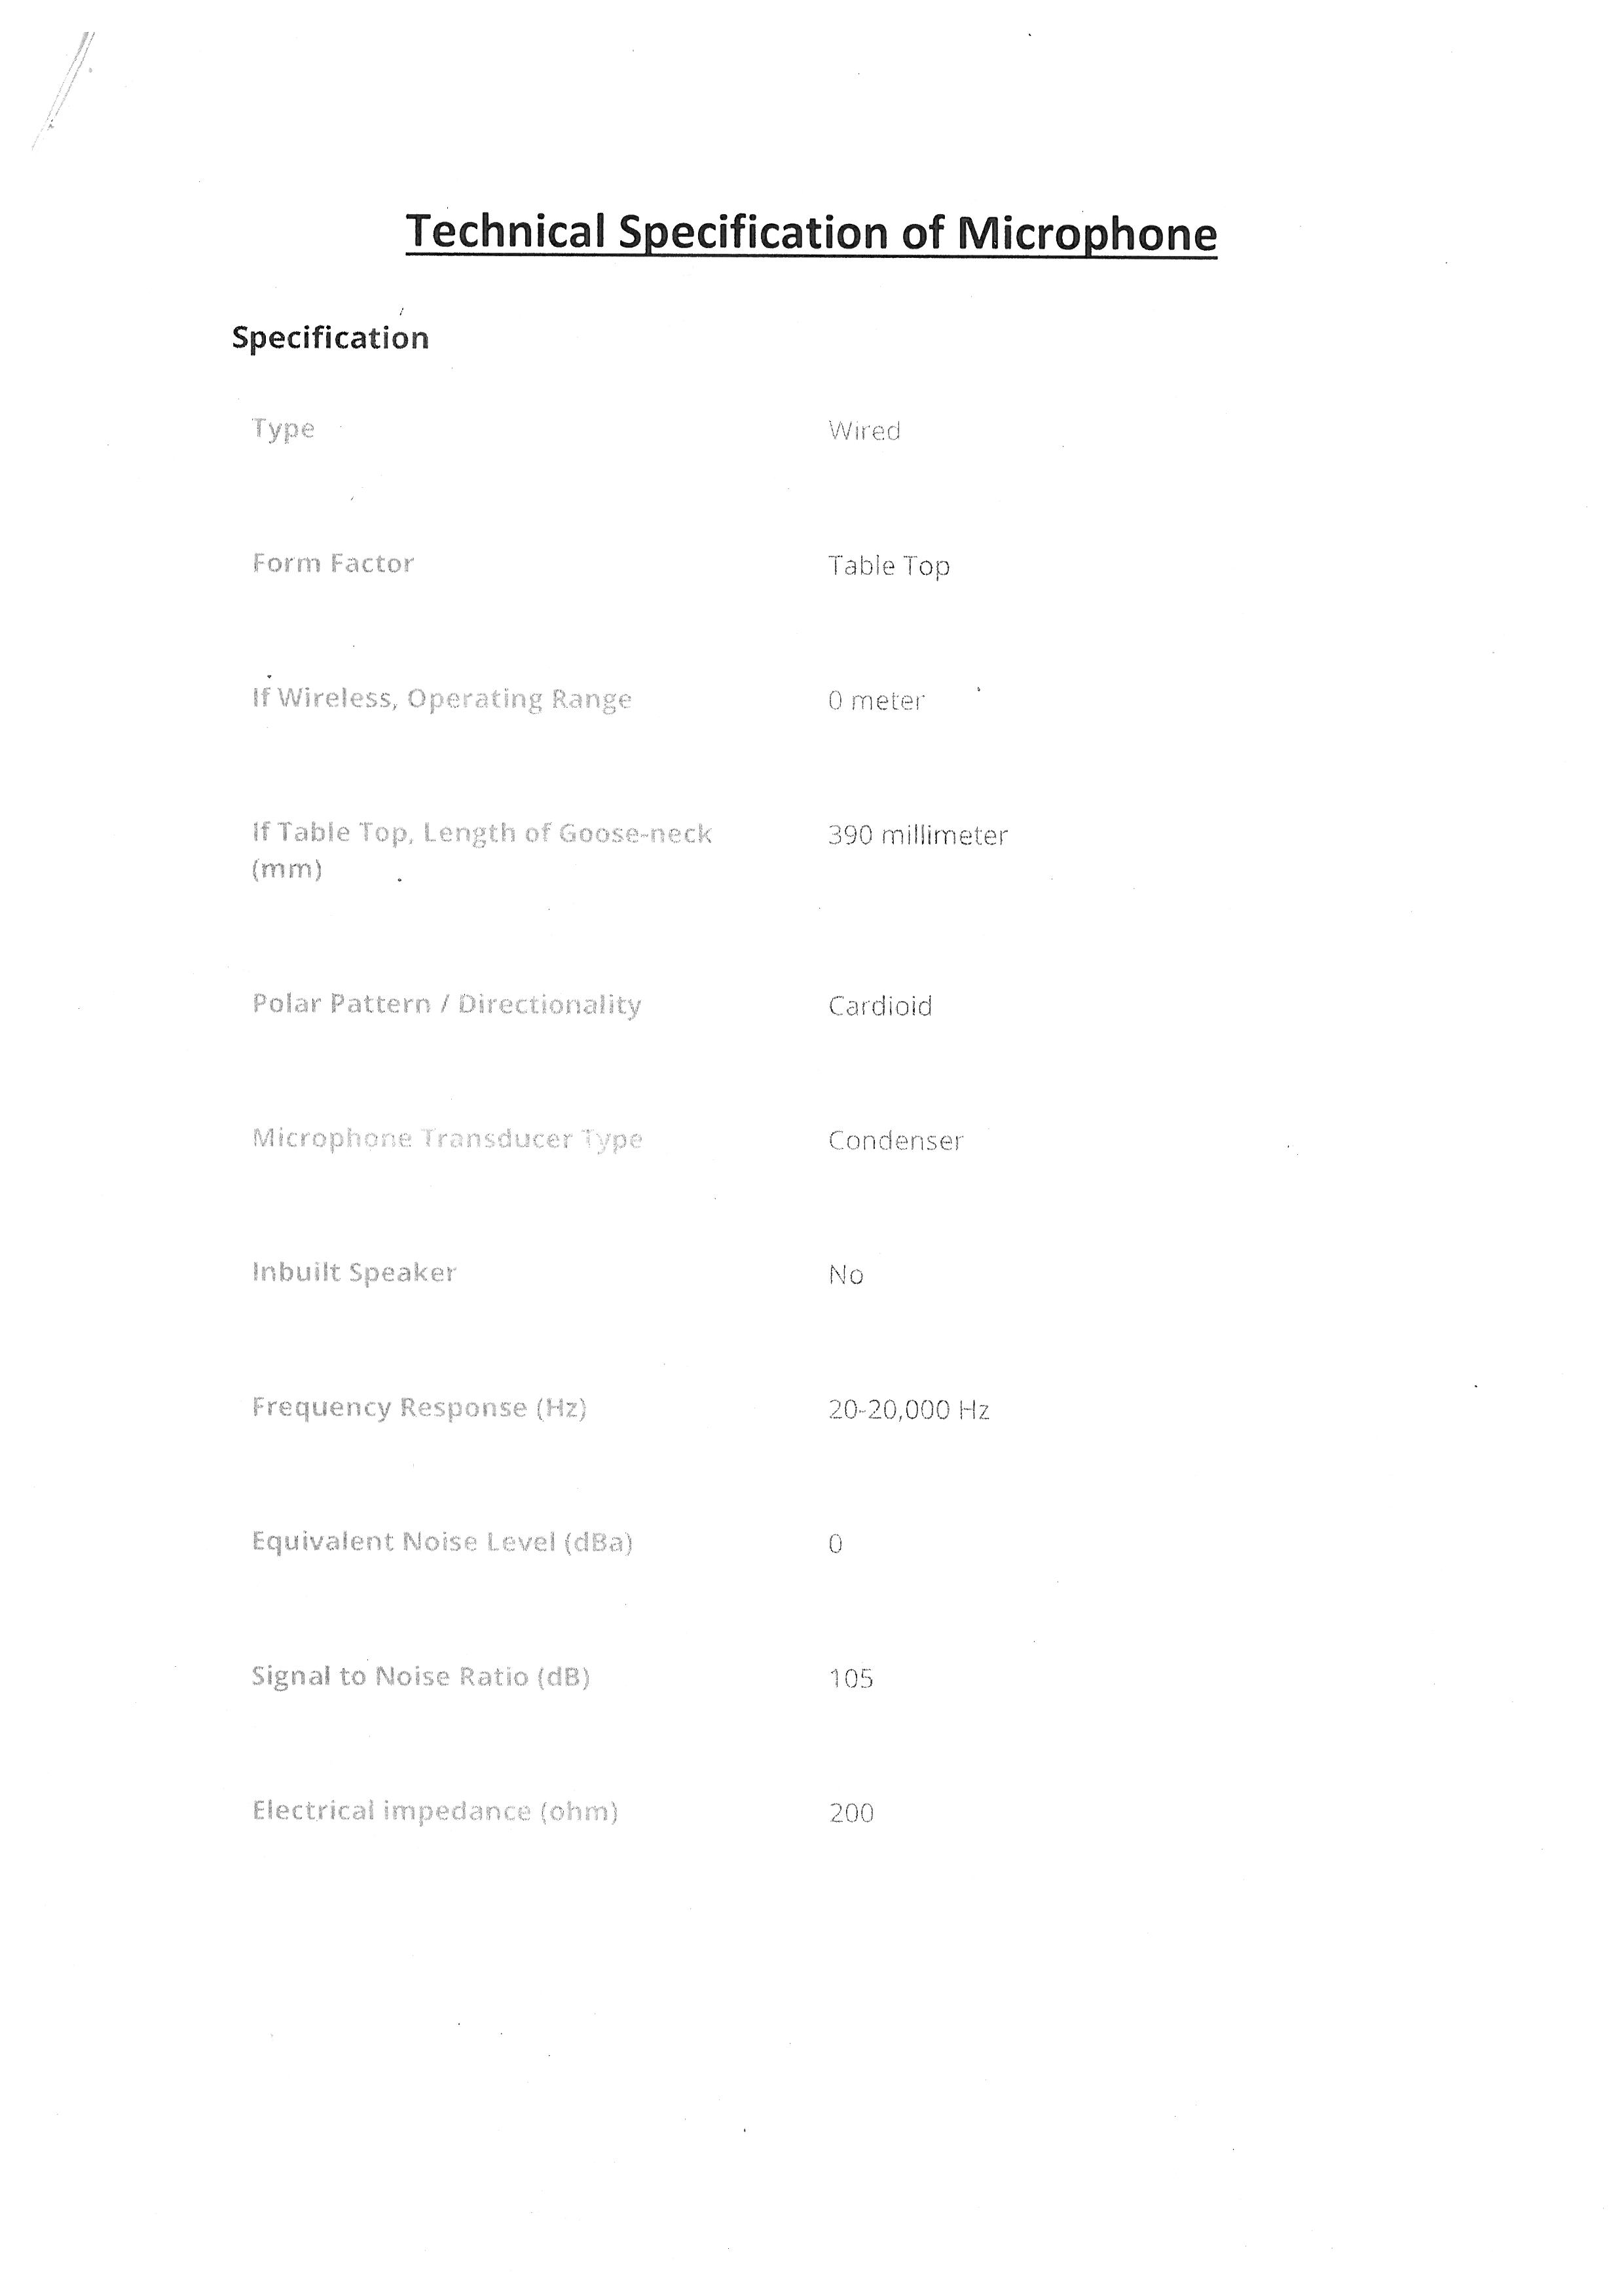 Technical Specification of Microphone
Specification
Type Wired
Form Factor Table Top
If Wireless, Operating Range 0 meter
If Table Top, Length of Goose-neck 390 millimeter
(mm)
Polar Pattern / Directionality Cardioid
Microphone Transducer Type Condenser
Inbuilt Speaker No
Frequency Response (Hz) 20-20,000 Hz
Equivalent Noise Level (dBa) 0
Signal to Noise Ratio (dB) 105
Electrical impedance (ohm) 200